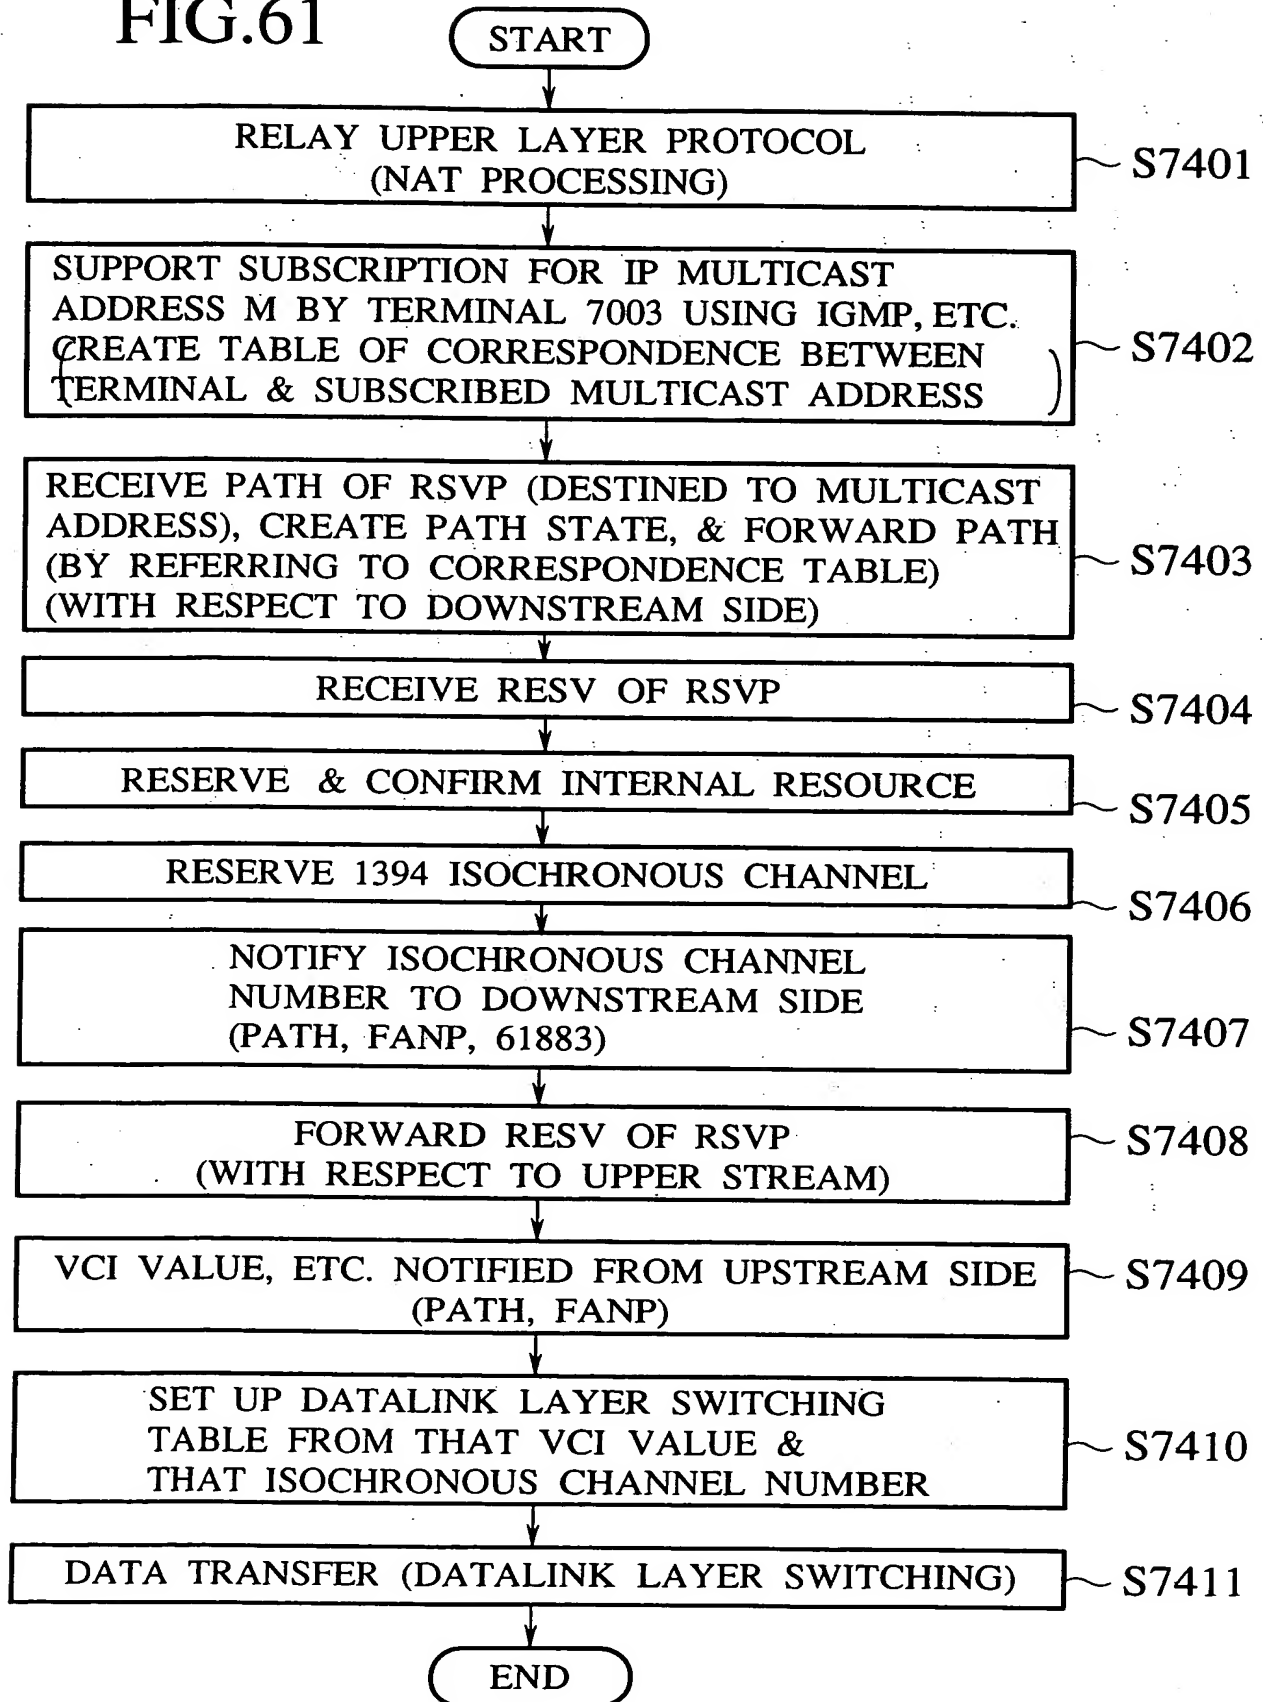 FIG.61
START
RELAY UPPER LAYER PROTOCOL
(NAT PROCESSING)
S7401
SUPPORT SUBSCRIPTION FOR IP MULTICAST
ADDRESS M BY TERMINAL 7003 USING IGMP, ETC.
(CREATE TABLE OF CORRESPONDENCE BETWEEN
TERMINAL & SUBSCRIBED MULTICAST ADDRESS)
S7402
RECEIVE PATH OF RSVP (DESTINED TO MULTICAST
ADDRESS), CREATE PATH STATE, & FORWARD PATH
(BY REFERRING TO CORRESPONDENCE TABLE)
(WITH RESPECT TO DOWNSTREAM SIDE)
S7403
RECEIVE RESV OF RSVP
S7404
RESERVE & CONFIRM INTERNAL RESOURCE
S7405
RESERVE 1394 ISOCHRONOUS CHANNEL
S7406
NOTIFY ISOCHRONOUS CHANNEL
NUMBER TO DOWNSTREAM SIDE
(PATH, FANP, 61883)
S7407
FORWARD RESV OF RSVP
(WITH RESPECT TO UPPER STREAM)
S7408
VCI VALUE, ETC. NOTIFIED FROM UPSTREAM SIDE
(PATH, FANP)
S7409
SET UP DATALINK LAYER SWITCHING
TABLE FROM THAT VCI VALUE &
THAT ISOCHRONOUS CHANNEL NUMBER
S7410
DATA TRANSFER (DATALINK LAYER SWITCHING)
S7411
END